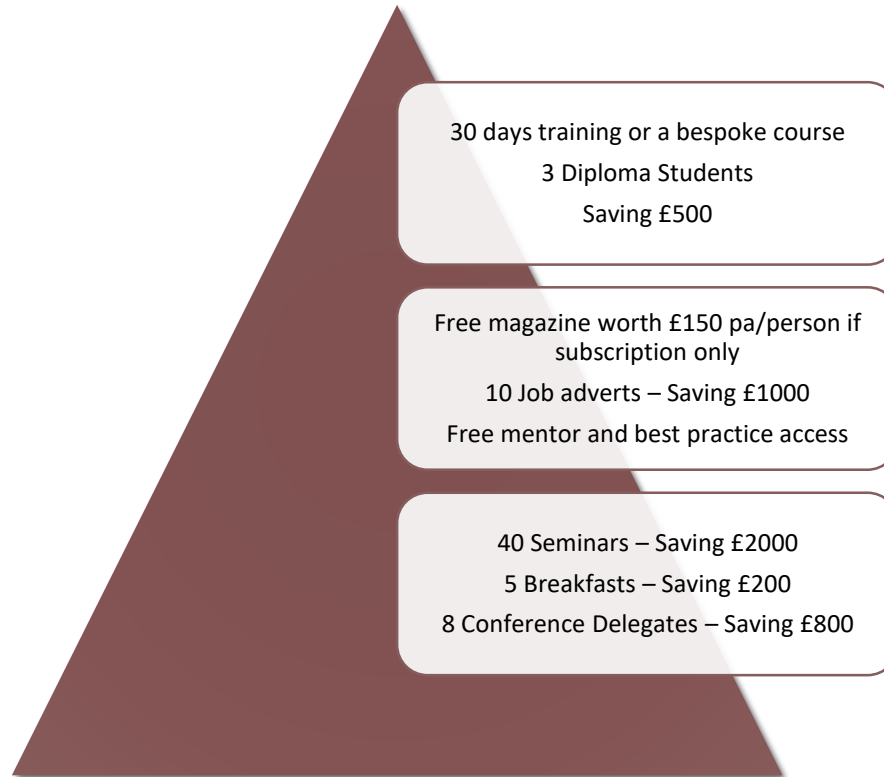 30 days training or a bespoke course
3 Diploma Students
Saving £500
Free magazine worth £150 pa/person if
subscription only
10 Job adverts – Saving £1000
Free mentor and best practice access
40 Seminars – Saving £2000
5 Breakfasts – Saving £200
8 Conference Delegates – Saving £800